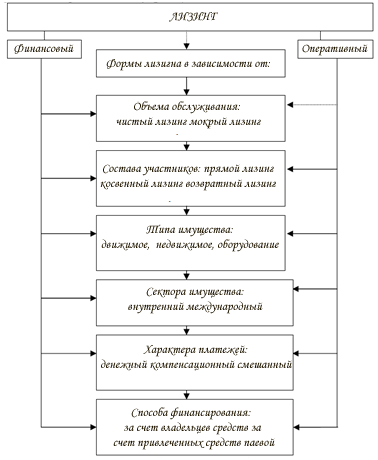 ЛИЗИНГ
Финансовый
Оперативный
Формы лизигна в зависимости от:
Объема обслуживания:
чистый лизинг мокрый лизинг
Состава участников: прямой лизинг
косвенный лизинг возвратный лизинг
Типа имущества:
движимое, недвижимое, оборудование
Сектора имущества:
внутренний международный
Характера платежей:
денежный компенсационный смешанный
Способа финансирования:
за счет владельцев средств за
счет привлеченных средств паевой